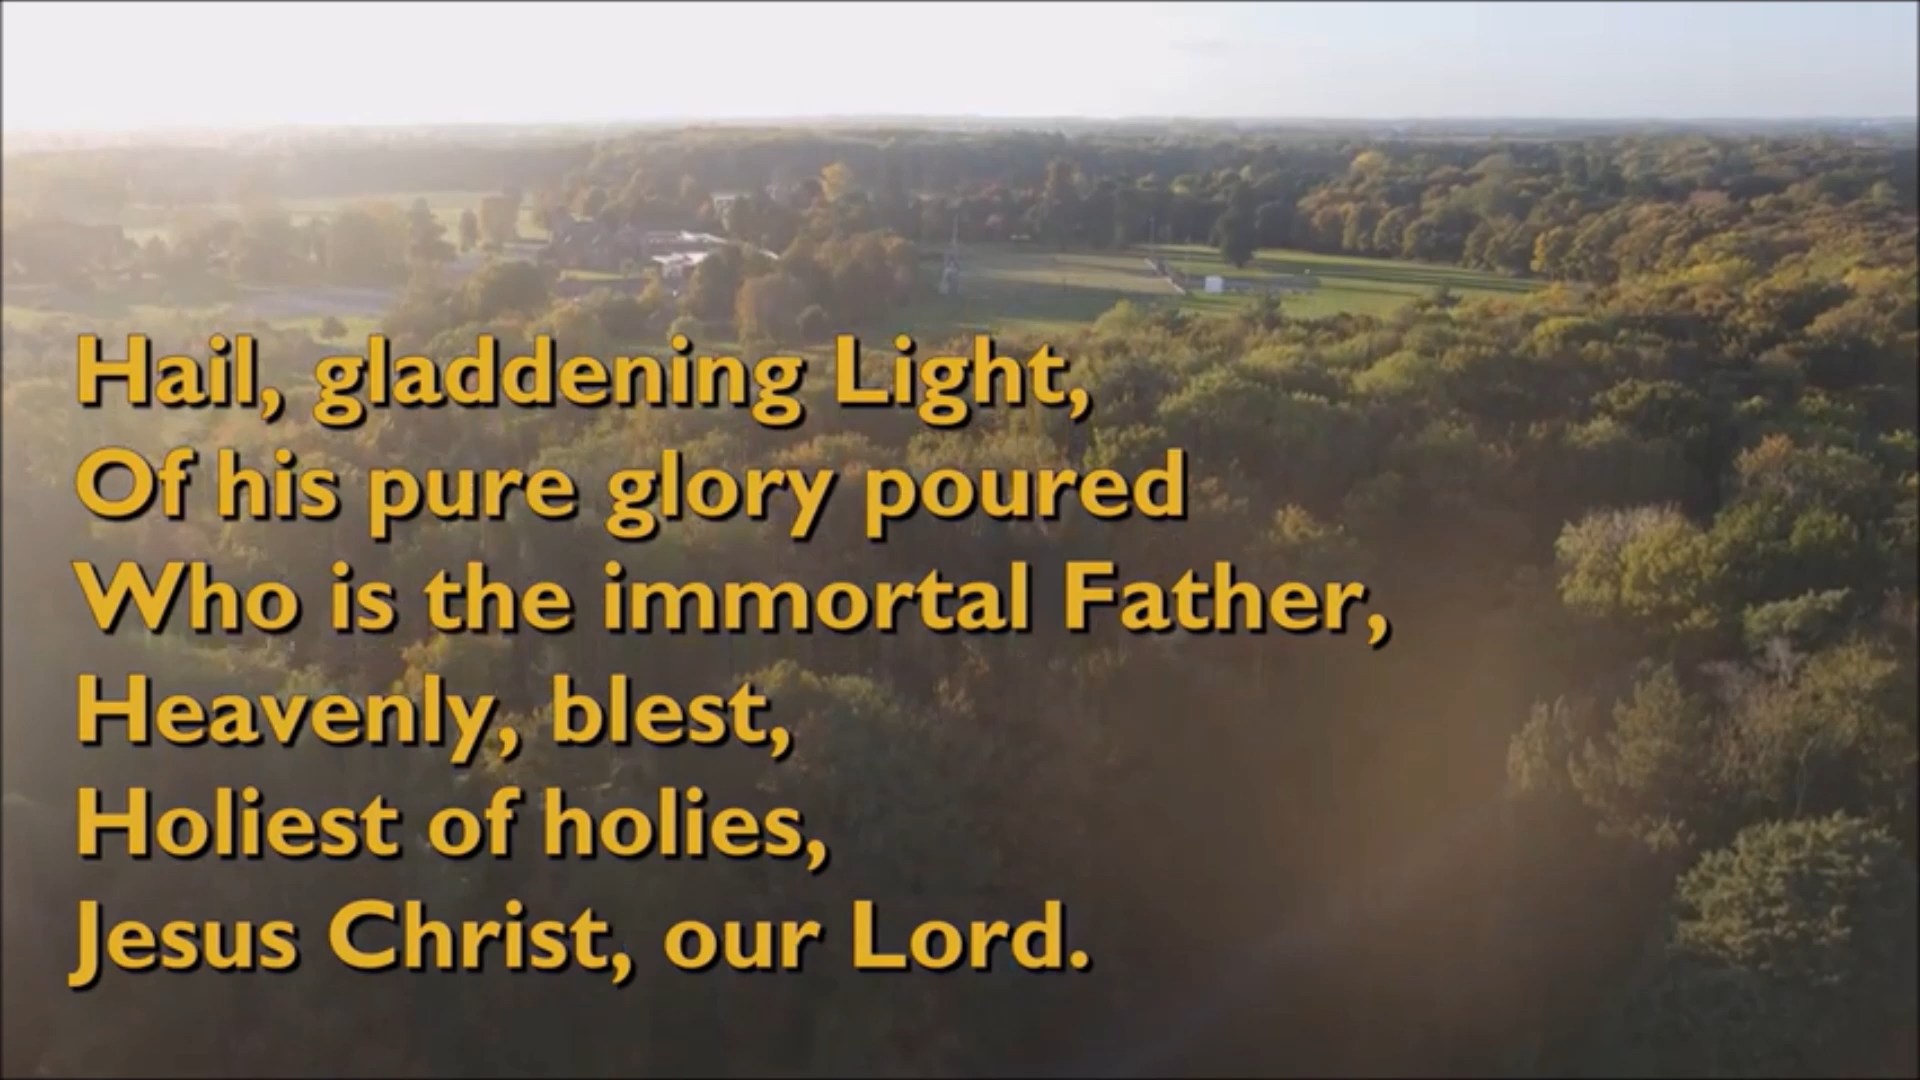 Hail, gladdening Light,
Of his pure glory poured
Who is the immortal Father,
Heavenly, blest,
Holiest of holies,
Jesus Christ, our Lord.